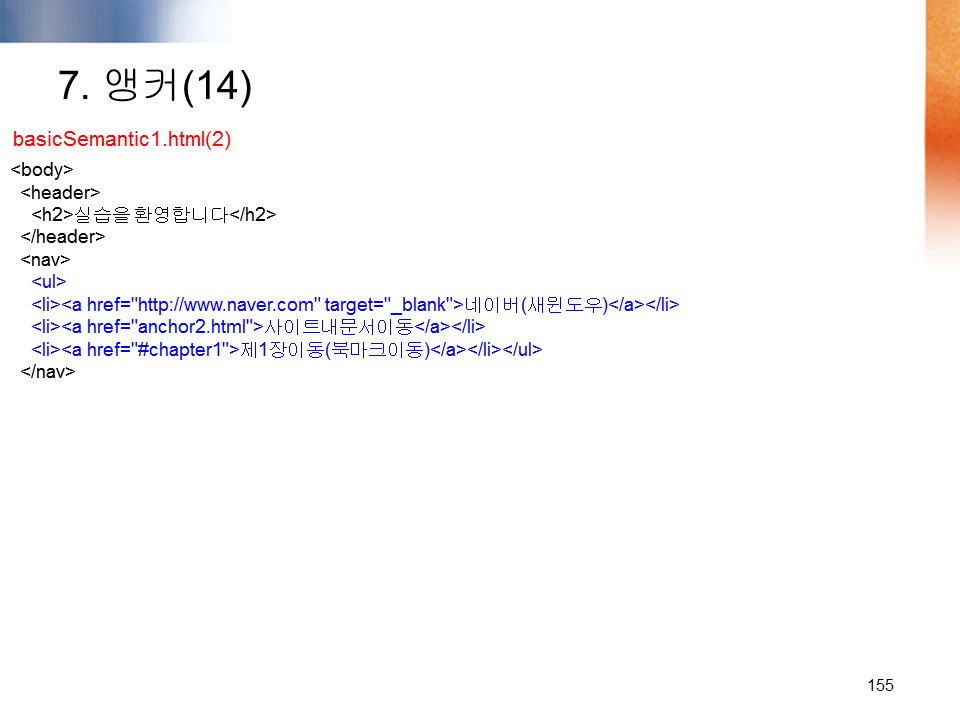 7. 앵커(14)
basicSemantic1.html(2)
<body>
<header>
<h2>실습을 환영합니다</h2>
</header>
<nav>
<ul>
<li><a href="http://www.naver.com" target="_blank">네이버(새윈도우)</a></li>
<li><a href="anchor2.html">사이트내문서이동</a></li>
<li><a href="#chapter1">제1장이동(북마크이동)</a></li></ul>
</nav>
155